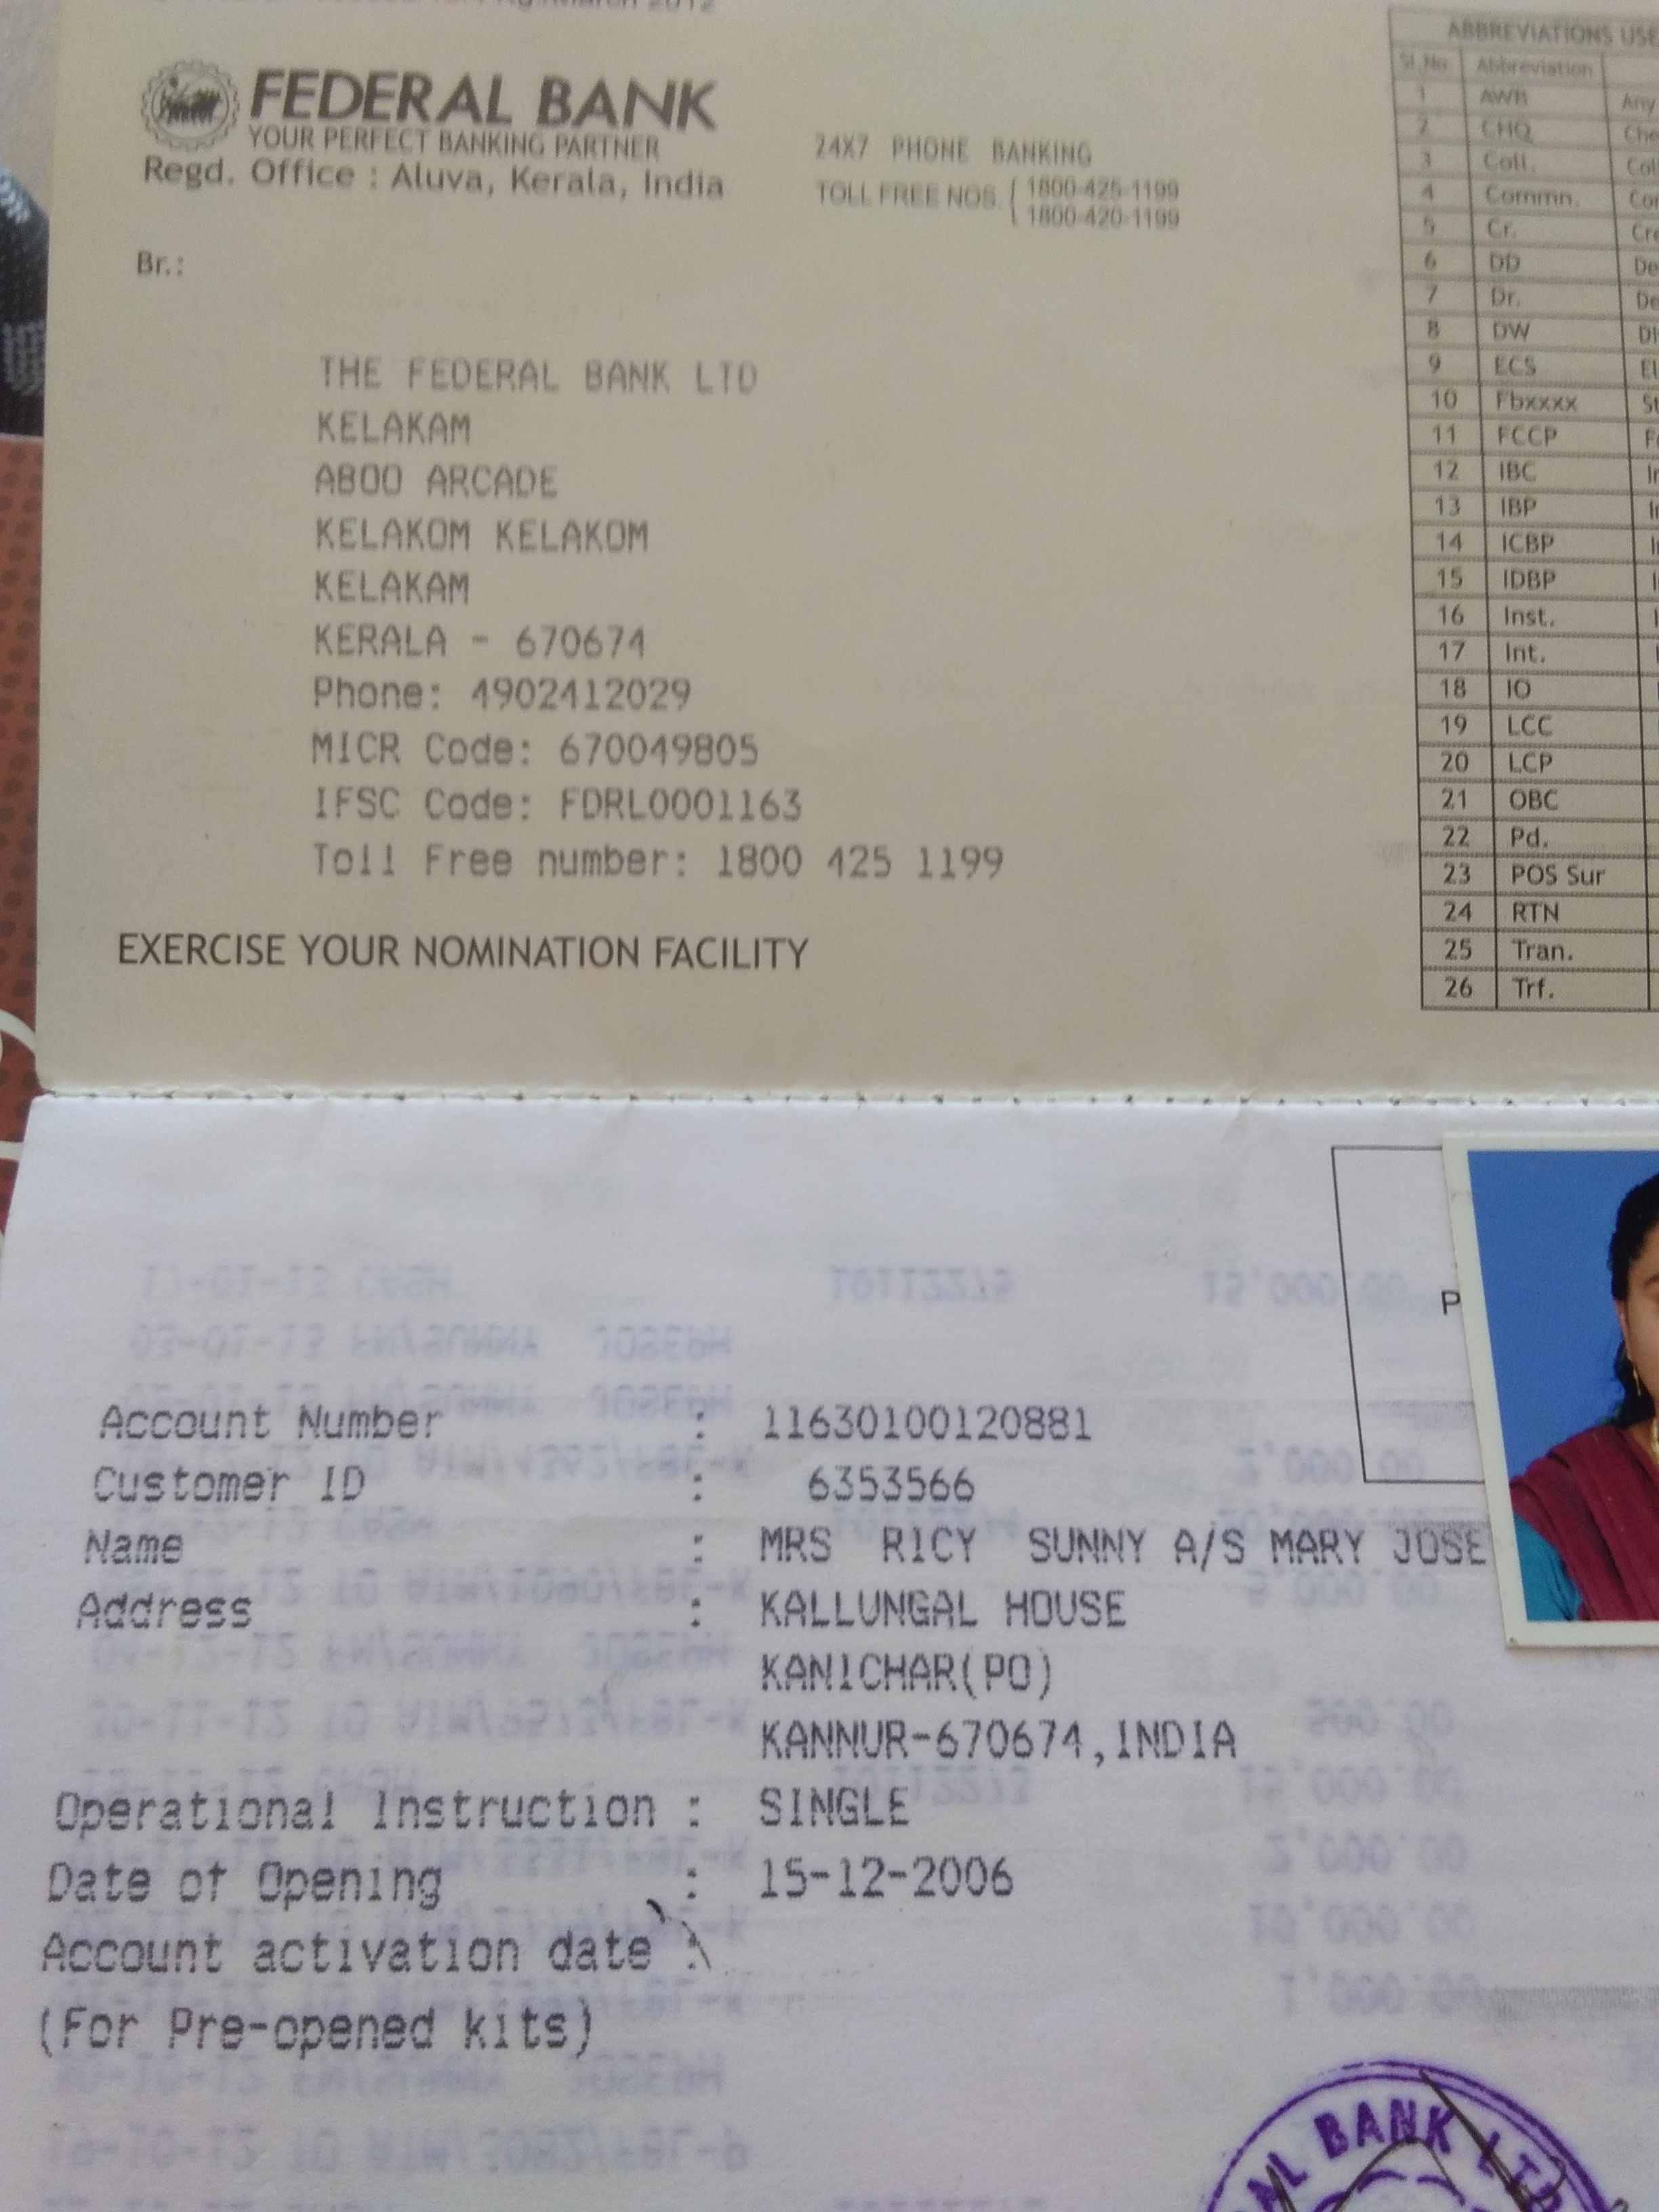 FEDERAL BANK
YOUR PERFECT BANKING PARTNER
Regd. Office : Aluva, Kerala, India
24X7 PHONE BANKING
TOLL FREE NOS. ( 1800-425-1199
( 1800-420-1199
Br.:
THE FEDERAL BANK LTD
KELAKAM
ABOO ARCADE
KELAKOM KELAKOM
KELAKAM
KERALA - 670674
Phone: 4902412029
MICR Code: 670049805
IFSC Code: FDRL0001163
Toll Free number: 1800 425 1199
EXERCISE YOUR NOMINATION FACILITY
ABBREVIATIONS USE
Sl.No Abbreviation
1 AWB Any
2 CHQ Che
3 Coll. Col
4 Commn. Co
5 Cr. Cre
6 DD De
7 Dr. De
8 DW Di
9 ECS El
10 Fbxxxx St
11 FCCP F
12 IBC In
13 IBP
14 ICBP
15 IDBP
16 Inst.
17 Int.
18 IO
19 LCC
20 LCP
21 OBC
22 Pd.
23 POS Sur
24 RTN
25 Tran.
26 Trf.
P
Account Number : 11630100120881
Customer ID : 6353566
Name : MRS RICY SUNNY A/S MARY JOSE
Address : KALLUNGAL HOUSE
KANICHAR(PO)
KANNUR-670674,INDIA
Operational Instruction : SINGLE
Date of Opening : 15-12-2006
Account activation date :
(For Pre-opened kits)
AL BANK LTD